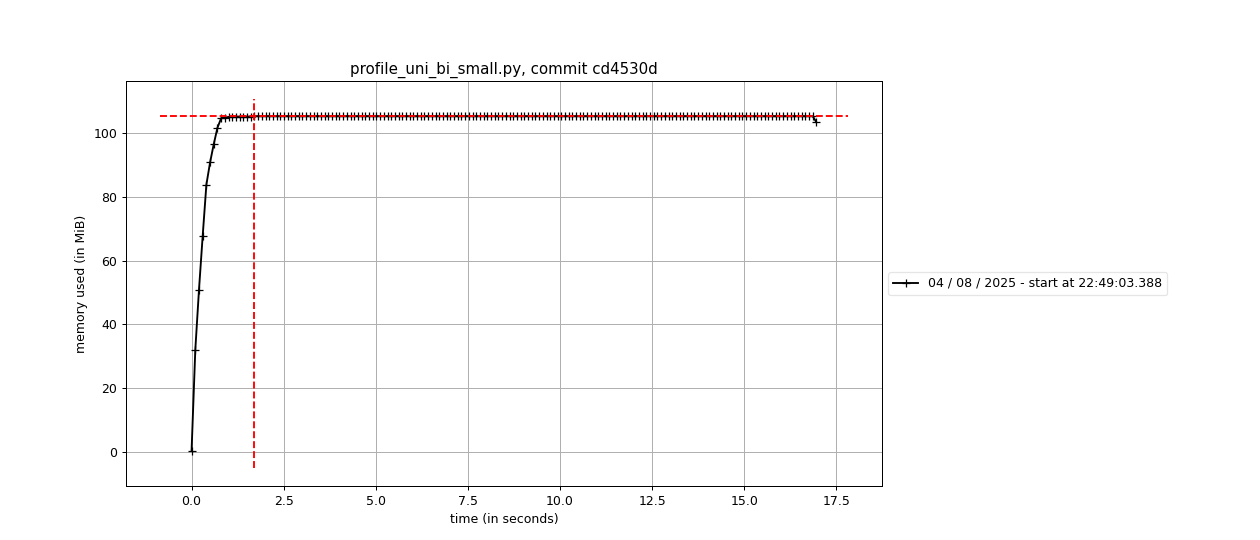 profile_uni_bi_small.py, commit cd4530d
memory used (in MiB)
100
80
60
40
20
0
0.0 2.5 5.0 7.5 10.0 12.5 15.0 17.5
time (in seconds)
04 / 08 / 2025 - start at 22:49:03.388